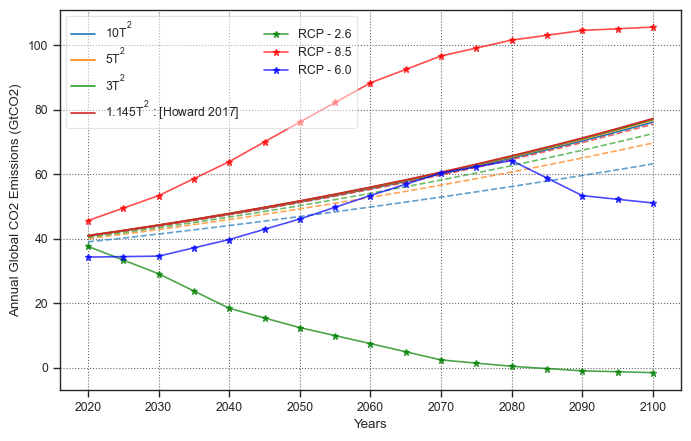 10T²
5T²
3T²
1.145T² : [Howard 2017]
RCP - 2.6
RCP - 8.5
RCP - 6.0
Annual Global CO2 Emissions (GtCO2)
100
80
60
40
20
0
2020 2030 2040 2050 2060 2070 2080 2090 2100
Years